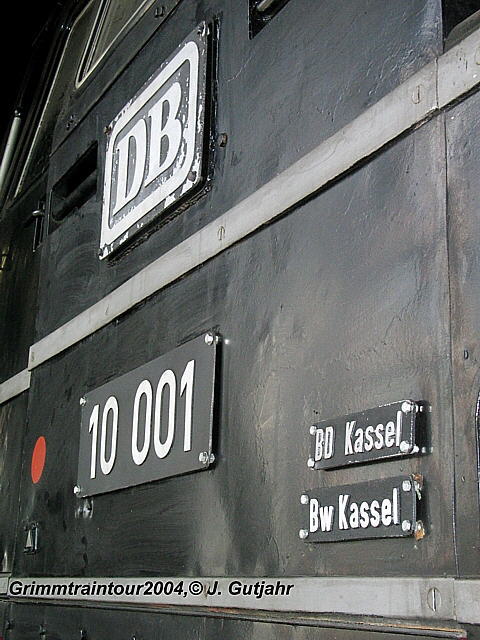 DB
10 001
BD Kassel
Bw Kassel
Grimmtraintour2004,© J. Gutjahr